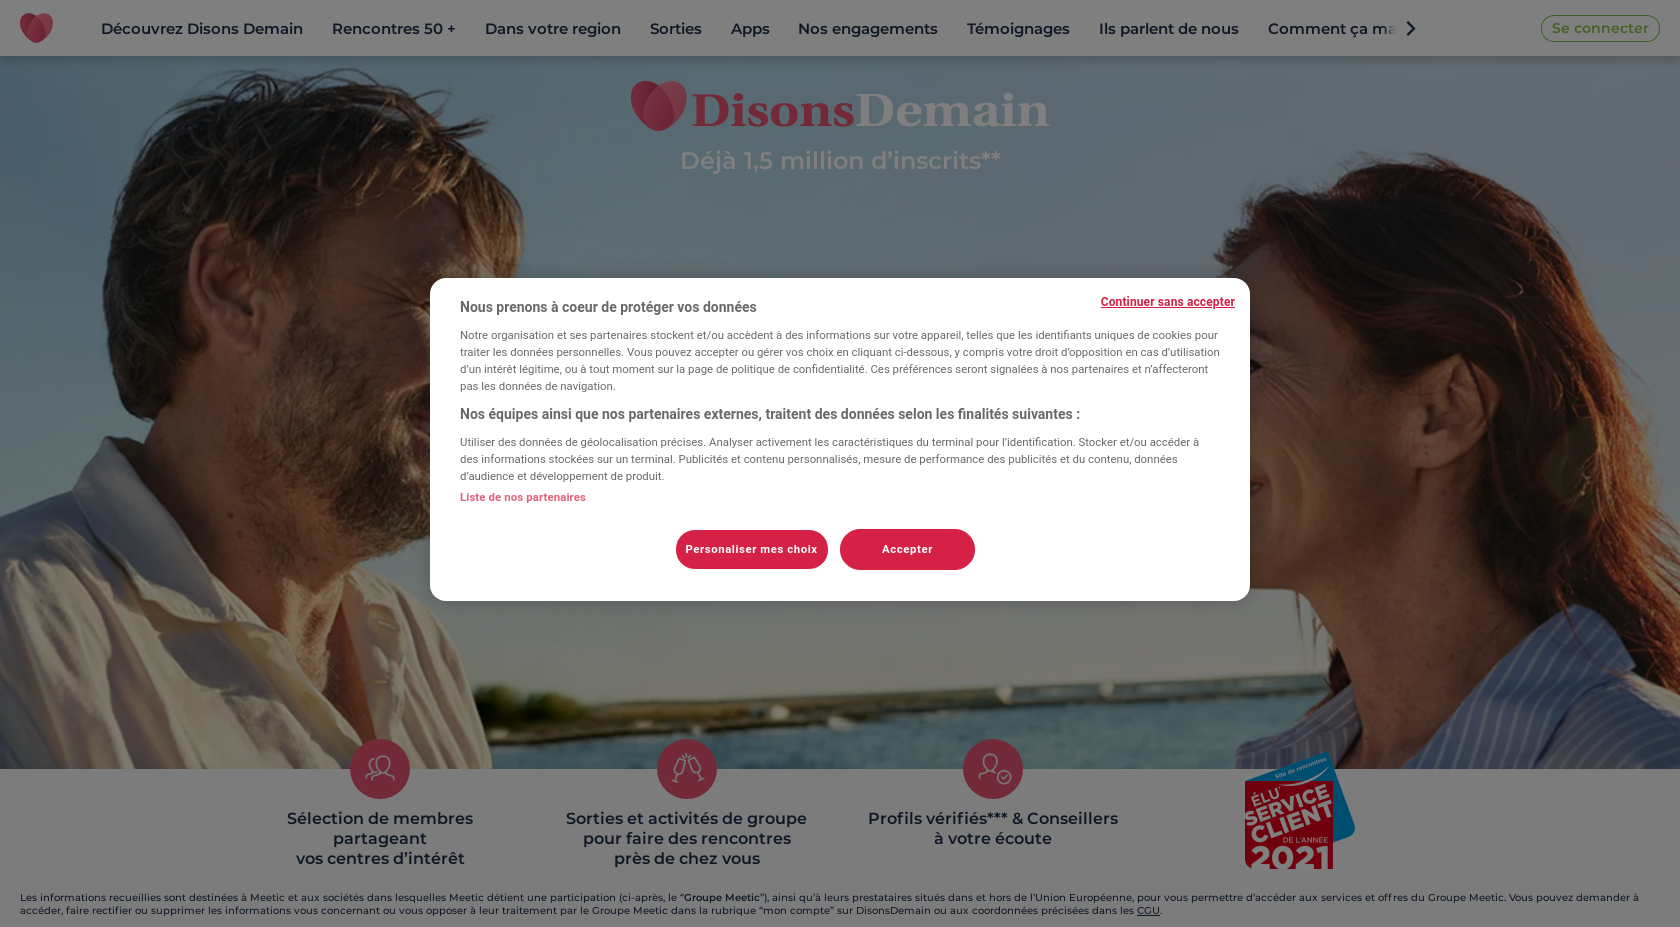 Découvrez Disons Demain Rencontres 50 + Dans votre region Sorties Apps Nos engagements Témoignages Ils parlent de nous Comment ça ma Se connecter
DisonsDemain
Déjà 1,5 million d’inscrits**
Continuer sans accepter
Nous prenons à coeur de protéger vos données
Notre organisation et ses partenaires stockent et/ou accèdent à des informations sur votre appareil, telles que les identifiants uniques de cookies pour
traiter les données personnelles. Vous pouvez accepter ou gérer vos choix en cliquant ci-dessous, y compris votre droit d’opposition en cas d’utilisation
d’un intérêt légitime, ou à tout moment sur la page de politique de confidentialité. Ces préférences seront signalées à nos partenaires et n’affecteront
pas les données de navigation.
Nos équipes ainsi que nos partenaires externes, traitent des données selon les finalités suivantes :
Utiliser des données de géolocalisation précises. Analyser activement les caractéristiques du terminal pour l’identification. Stocker et/ou accéder à
des informations stockées sur un terminal. Publicités et contenu personnalisés, mesure de performance des publicités et du contenu, données
d’audience et développement de produit.
Liste de nos partenaires
Personaliser mes choix Accepter
Sélection de membres
partageant
vos centres d’intérêt
Sorties et activités de groupe
pour faire des rencontres
près de chez vous
Profils vérifiés*** & Conseillers
à votre écoute
Site de rencontres
ÉLU
SERVICE
CLIENT
DE L'ANNÉE
2021
Les informations recueillies sont destinées à Meetic et aux sociétés dans lesquelles Meetic détient une participation (ci-après, le “Groupe Meetic”), ainsi qu’à leurs prestataires situés dans et hors de l’Union Européenne, pour vous permettre d’accéder aux services et offres du Groupe Meetic. Vous pouvez demander à
accéder, faire rectifier ou supprimer les informations vous concernant ou vous opposer à leur traitement par le Groupe Meetic dans la rubrique “mon compte” sur DisonsDemain ou aux coordonnées précisées dans les CGU.